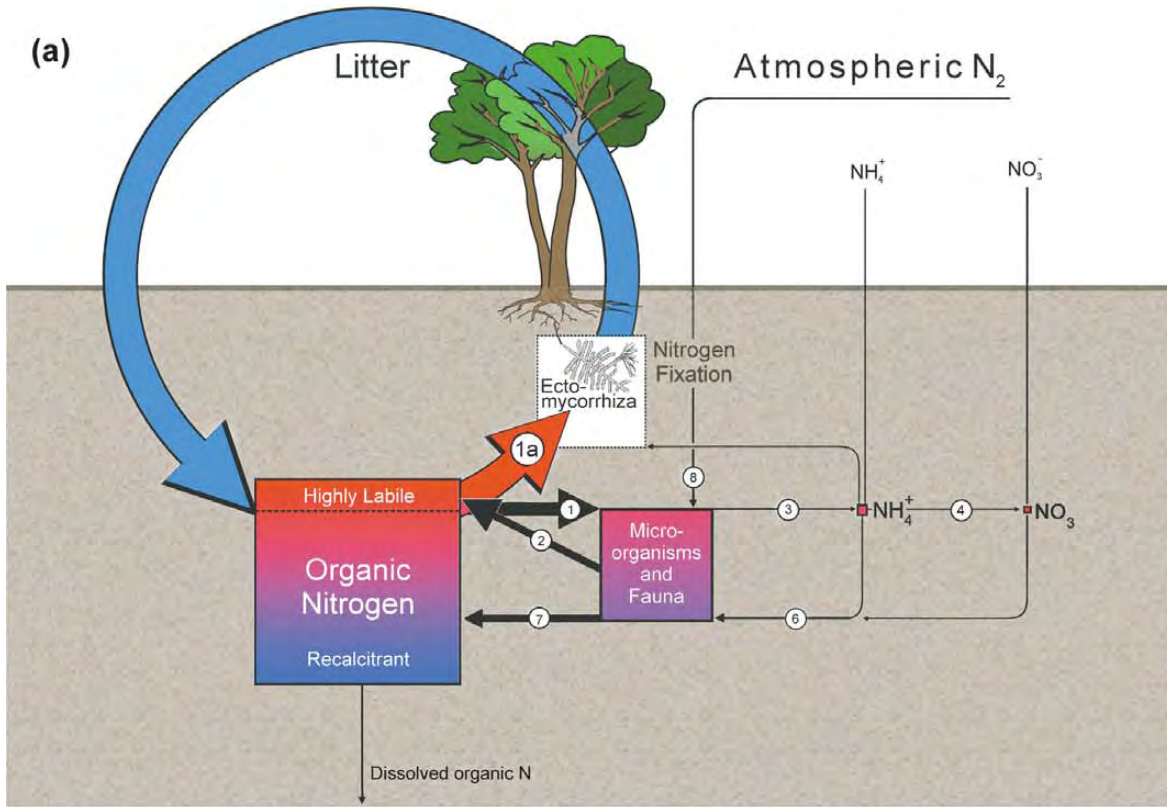 (a)
Litter
Atmospheric N₂
NH₄⁺
NO₃⁻
Nitrogen
Fixation
Ecto-
mycorrhiza
1a
8
Highly Labile
1
3
NH₄⁺
4
NO₃
2
Micro-
organisms
and
Fauna
Organic
Nitrogen
7
6
Recalcitrant
Dissolved organic N